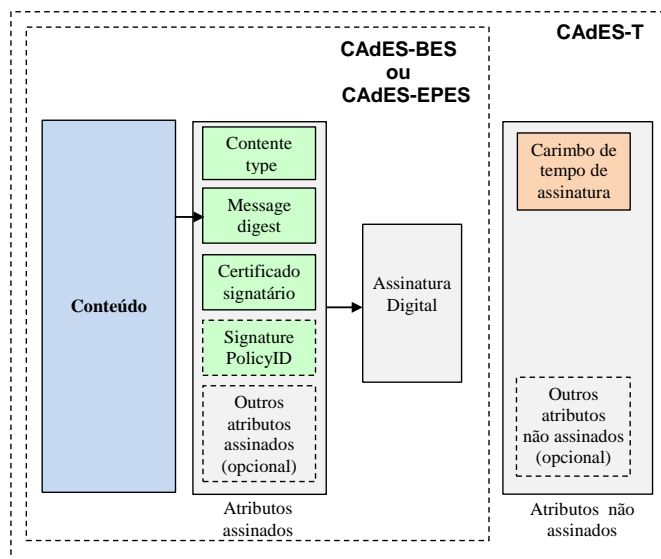 CAdES-T
CAdES-BES
ou
CAdES-EPES
Conteúdo
Contente
type
Message
digest
Certificado
signatário
Signature
PolicyID
Outros
atributos
assinados
(opcional)
Atributos
assinados
Assinatura
Digital
Carimbo de
tempo de
assinatura
Outros
atributos
não assinados
(opcional)
Atributos não
assinados